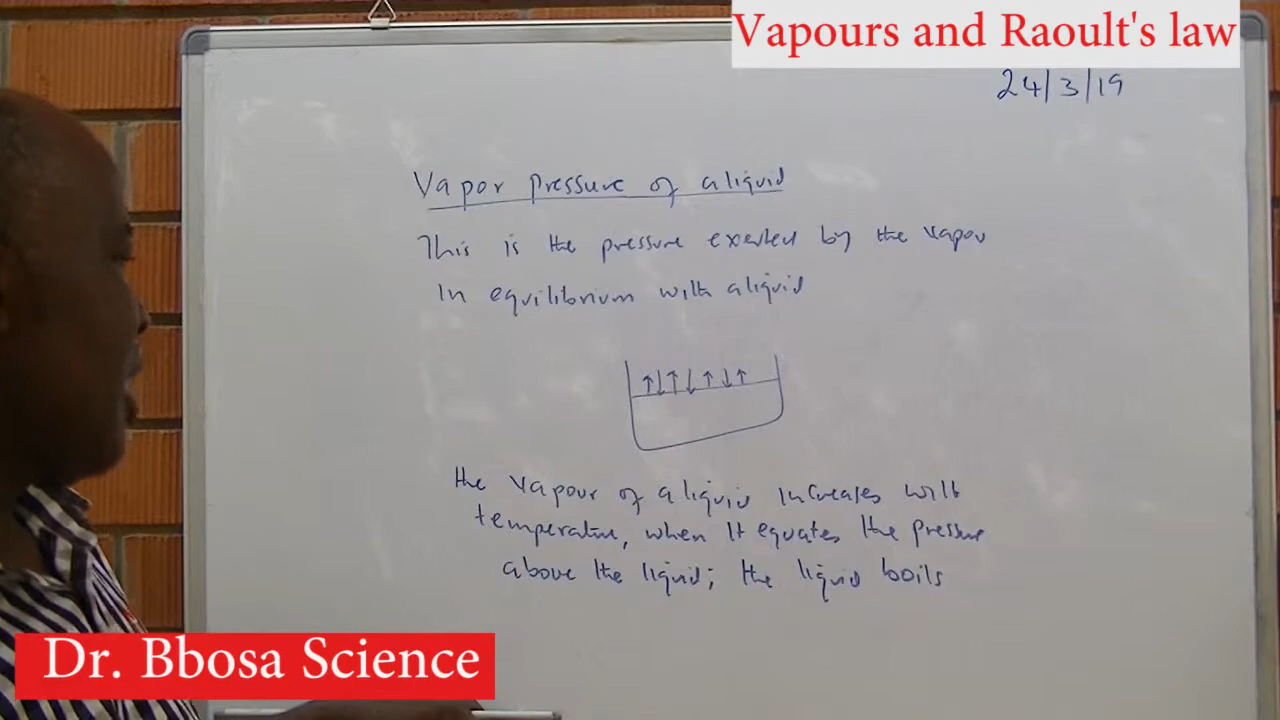 Vapours and Raoult's law
24/3/19
Vapor pressure of a liquid
This is the pressure exerted by the vapour
In equilibrium with a liquid
the vapour of a liquid increases with
temperature, when It equates the pressure
above the liquid; the liquid boils
Dr. Bbosa Science